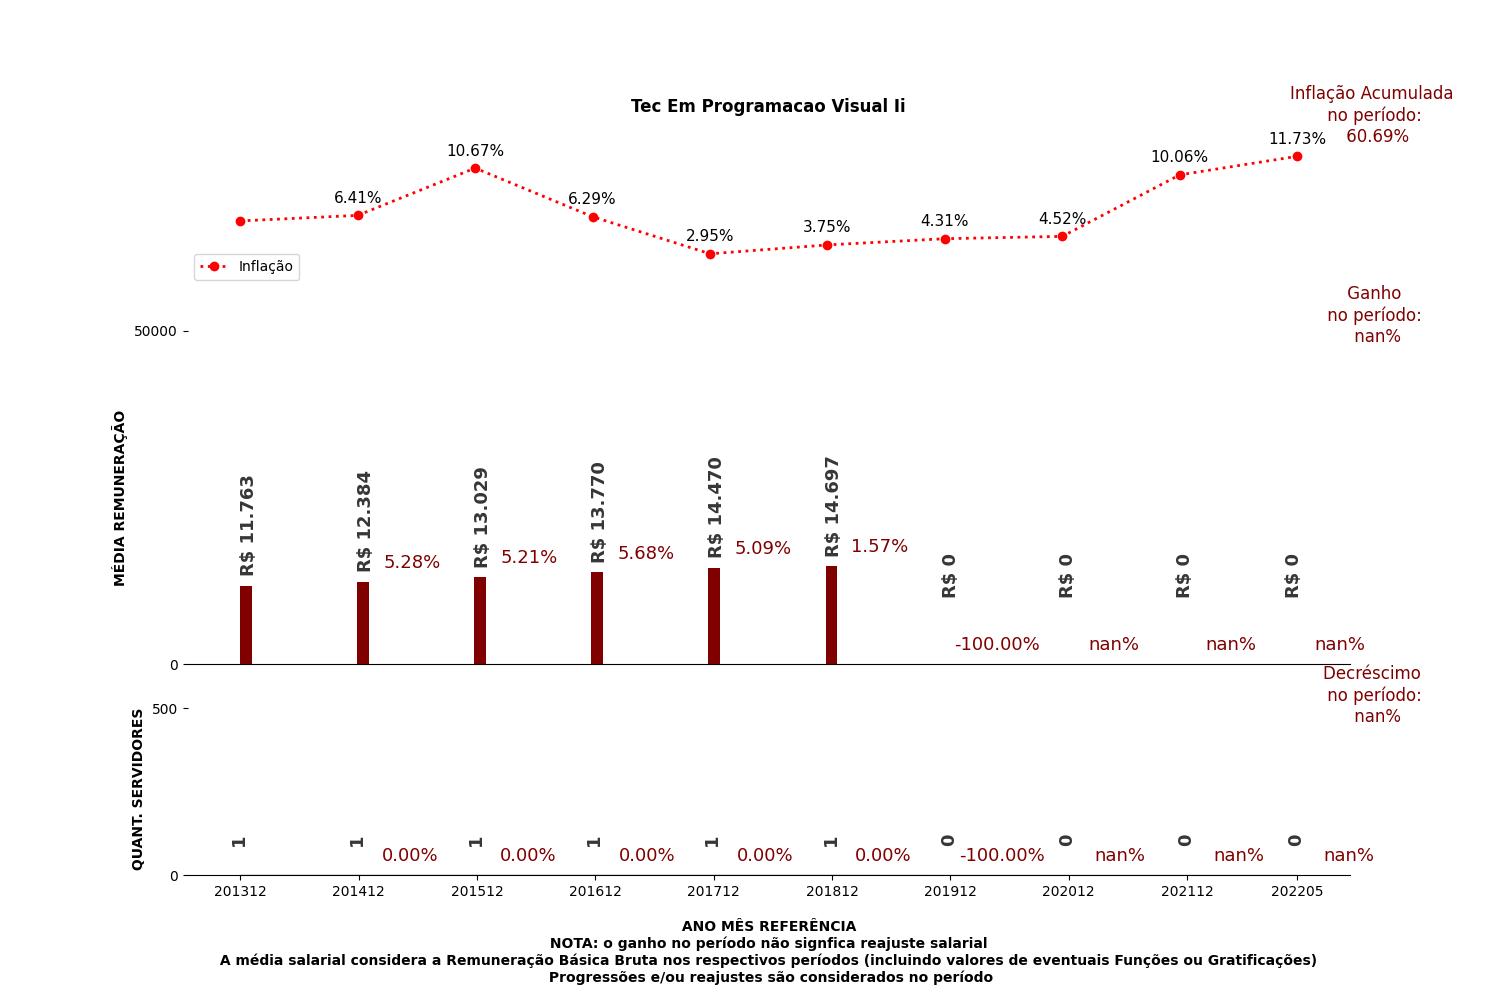 Tec Em Programacao Visual Ii
Inflação Acumulada
no período:
60.69%
6.41%
10.67%
6.29%
2.95%
3.75%
4.31%
4.52%
10.06%
11.73%
Inflação
Ganho
no período:
nan%
50000
0
MÉDIA REMUNERAÇÃO
R$ 11.763
R$ 12.384
R$ 13.029
R$ 13.770
R$ 14.470
R$ 14.697
R$ 0
R$ 0
R$ 0
R$ 0
5.28%
5.21%
5.68%
5.09%
1.57%
-100.00%
nan%
nan%
nan%
Decréscimo
no período:
nan%
QUANT. SERVIDORES
500
0
1
1
1
1
1
1
0
0
0
0
0.00%
0.00%
0.00%
0.00%
0.00%
-100.00%
nan%
nan%
nan%
201312
201412
201512
201612
201712
201812
201912
202012
202112
202205
ANO MÊS REFERÊNCIA
NOTA: o ganho no período não signfica reajuste salarial
A média salarial considera a Remuneração Básica Bruta nos respectivos períodos (incluindo valores de eventuais Funções ou Gratificações)
Progressões e/ou reajustes são considerados no período